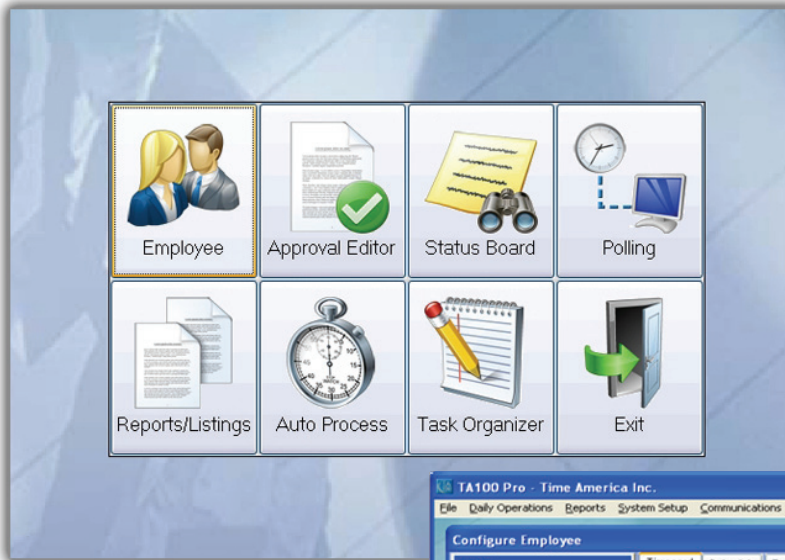 Employee
Approval Editor
Status Board
Polling
Reports/Listings
Auto Process
Task Organizer
Exit
TA100 Pro - Time America Inc.
File Daily Operations Reports System Setup Communications
Configure Employee